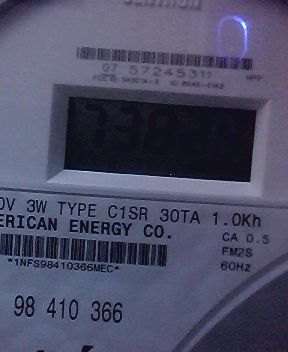 07 57245311
0V 3W TYPE C1SR 30TA 1.0Kh
ERICAN ENERGY CO.
CA 0.5
FM2S
*1NFS98410366MEC*
60Hz
98 410 366